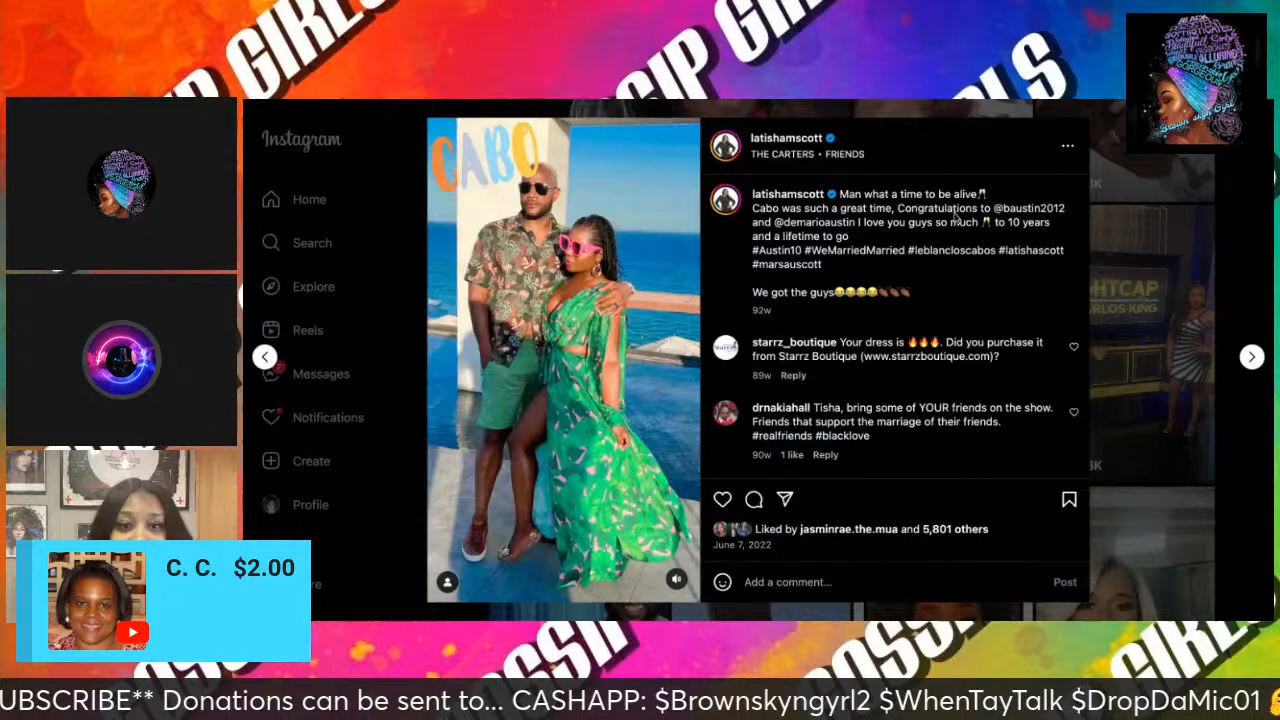 GIRLS
GOSSIP GIRLS
Instagram
Home
Search
Explore
Reels
Messages
Notifications
Create
Profile
CABO
latishamscott
THE CARTERS • FRIENDS
latishamscott Man what a time to be alive🥂
Cabo was such a great time, Congratulations to @baustin2012
and @demarioaustin I love you guys so much 🥂 to 10 years
and a lifetime to go
#Austin10 #WeMarriedMarried #leblancloscabos #latishascott
#marsauscott
We got the guys😂😂😂😂👏🏾👏🏾👏🏾
92w
starrz_boutique Your dress is 🔥🔥🔥. Did you purchase it
from Starrz Boutique (www.starrzboutique.com)?
89w Reply
drnakiahall Tisha, bring some of YOUR friends on the show.
Friends that support the marriage of their friends.
#realfriends #blacklove
90w 1 like Reply
Liked by jasminrae.the.mua and 5,801 others
June 7, 2022
Add a comment... Post
C. C. $2.00
UBSCRIBE** Donations can be sent to... CASHAPP: $Brownskyngyrl2 $WhenTayTalk $DropDaMic01